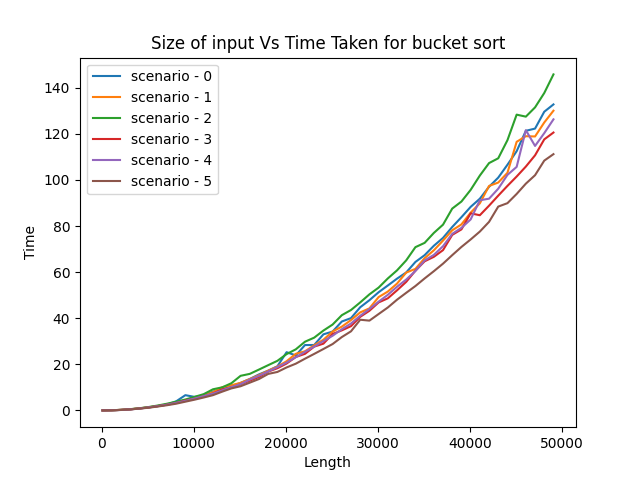 Size of input Vs Time Taken for bucket sort
scenario - 0
scenario - 1
scenario - 2
scenario - 3
scenario - 4
scenario - 5
140
120
100
80
60
40
20
0
Time
0 10000 20000 30000 40000 50000
Length